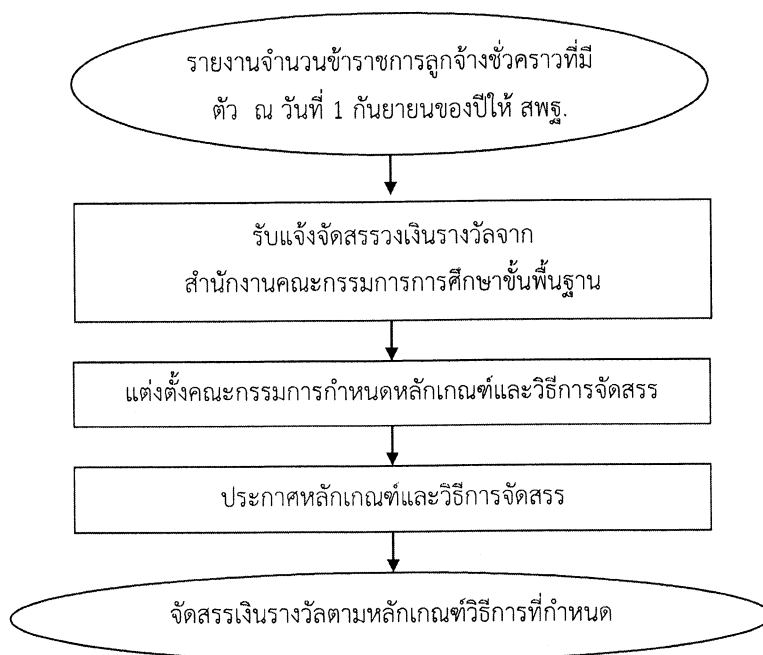 รายงานจำนวนข้าราชการลูกจ้างชั่วคราวที่มี
ตัว ณ วันที่ 1 กันยายนของปีให้ สพฐ.
รับแจ้งจัดสรรวงเงินรางวัลจาก
สำนักงานคณะกรรมการการศึกษาขั้นพื้นฐาน
แต่งตั้งคณะกรรมการกำหนดหลักเกณฑ์และวิธีการจัดสรร
ประกาศหลักเกณฑ์และวิธีการจัดสรร
จัดสรรเงินรางวัลตามหลักเกณฑ์วิธีการที่กำหนด